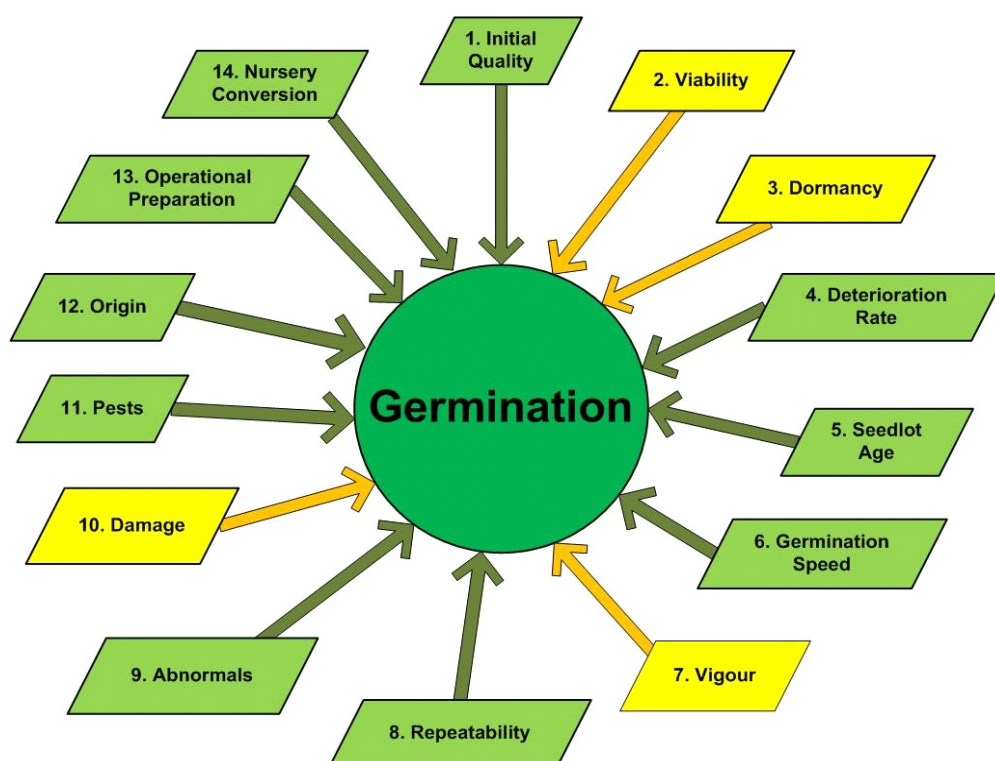 1. Initial
Quality
2. Viability
3. Dormancy
4. Deterioration
Rate
5. Seedlot
Age
6. Germination
Speed
7. Vigour
8. Repeatability
9. Abnormals
10. Damage
11. Pests
12. Origin
13. Operational
Preparation
14. Nursery
Conversion
Germination